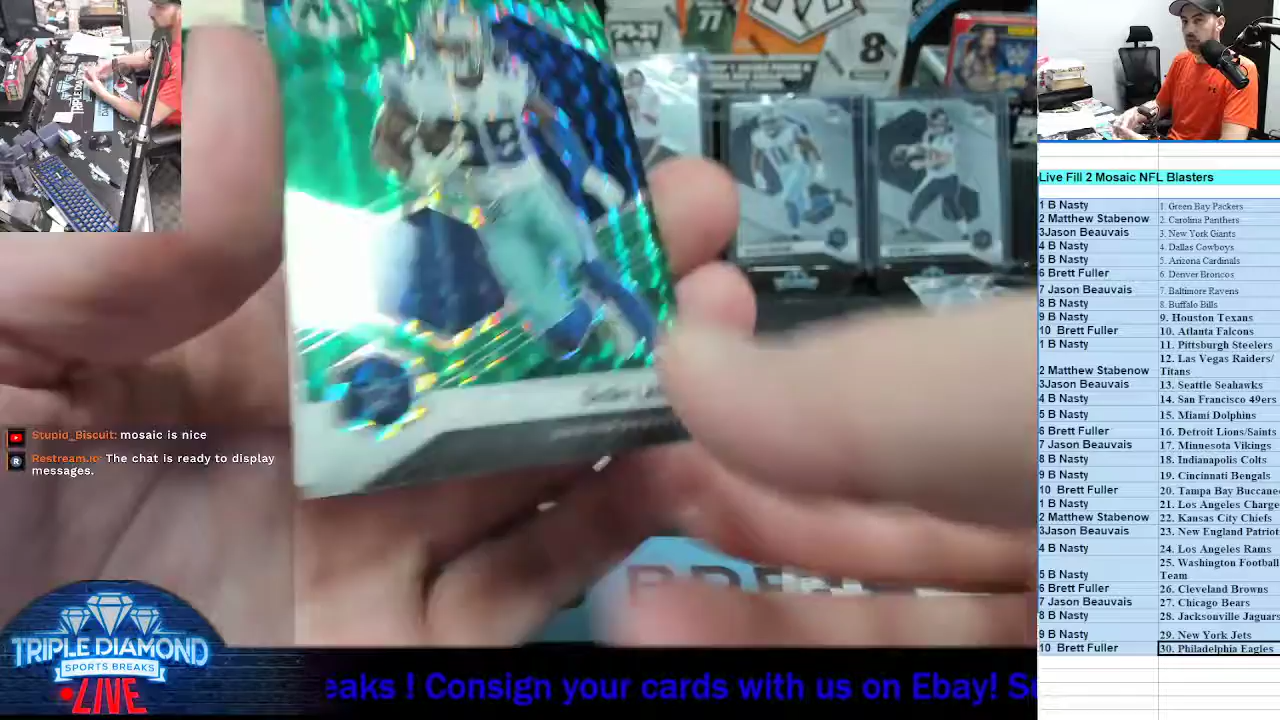 Live Fill 2 Mosaic NFL Blasters
1 B Nasty 1. Green Bay Packers
2 Matthew Stabenow 2. Carolina Panthers
3Jason Beauvais 3. New York Giants
4 B Nasty 4. Dallas Cowboys
5 B Nasty 5. Arizona Cardinals
6 Brett Fuller 6. Denver Broncos
7 Jason Beauvais 7. Baltimore Ravens
8 B Nasty 8. Buffalo Bills
9 B Nasty 9. Houston Texans
10 Brett Fuller 10. Atlanta Falcons
1 B Nasty 11. Pittsburgh Steelers
2 Matthew Stabenow 12. Las Vegas Raiders/
Titans
3Jason Beauvais 13. Seattle Seahawks
4 B Nasty 14. San Francisco 49ers
5 B Nasty 15. Miami Dolphins
6 Brett Fuller 16. Detroit Lions/Saints
7 Jason Beauvais 17. Minnesota Vikings
8 B Nasty 18. Indianapolis Colts
9 B Nasty 19. Cincinnati Bengals
10 Brett Fuller 20. Tampa Bay Buccane
1 B Nasty 21. Los Angeles Charge
2 Matthew Stabenow 22. Kansas City Chiefs
3Jason Beauvais 23. New England Patriot
4 B Nasty 24. Los Angeles Rams
5 B Nasty 25. Washington Football
Team
6 Brett Fuller 26. Cleveland Browns
7 Jason Beauvais 27. Chicago Bears
8 B Nasty 28. Jacksonville Jaguars
9 B Nasty 29. New York Jets
10 Brett Fuller 30. Philadelphia Eagles
Stupid_Biscuit: mosaic is nice
Restream.io: The chat is ready to display
messages.
8
11
TRIPLE DIAMOND
SPORTS BREAKS
LIVE
eaks ! Consign your cards with us on Ebay! S